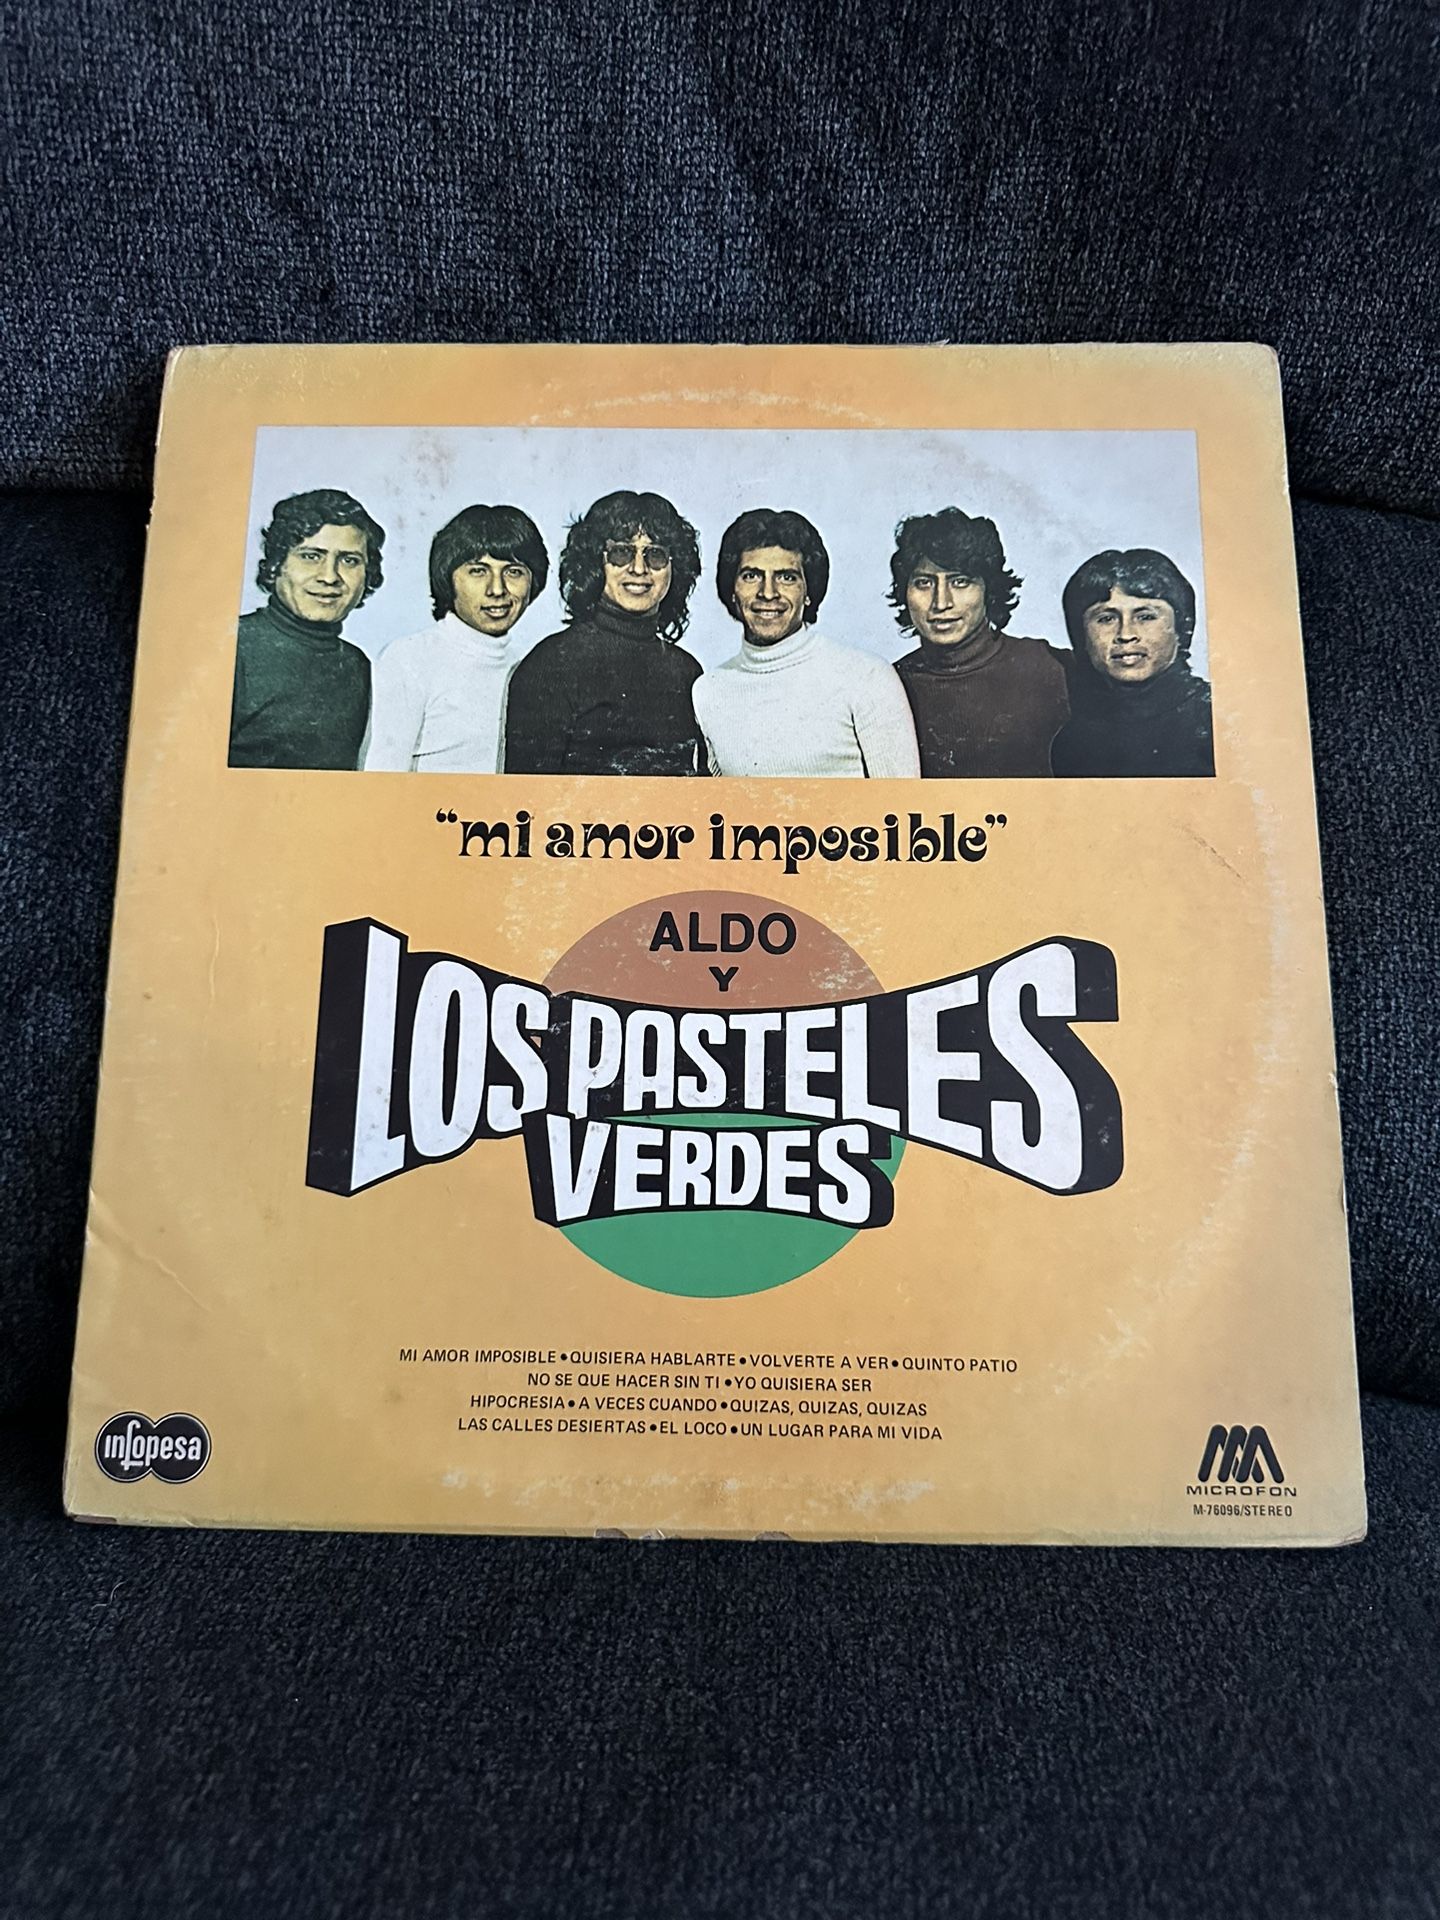 “mi amor imposible”
ALDO
Y
LOS PASTELES
VERDES
MI AMOR IMPOSIBLE • QUISIERA HABLARTE • VOLVERTE A VER • QUINTO PATIO
NO SE QUE HACER SIN TI • YO QUISIERA SER
HIPOCRESIA • A VECES CUANDO • QUIZAS, QUIZAS, QUIZAS
LAS CALLES DESIERTAS • EL LOCO • UN LUGAR PARA MI VIDA
infopesa
MICROFON
M-76096/STEREO